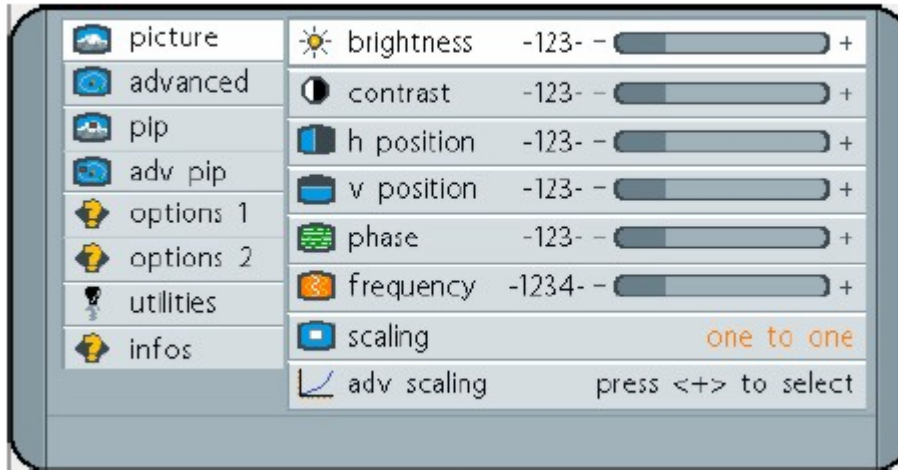 picture
advanced
pip
adv pip
options 1
options 2
utilities
infos
brightness -123- - +
contrast -123- - +
h position -123- - +
v position -123- - +
phase -123- - +
frequency -1234- - +
scaling one to one
adv scaling press <+> to select